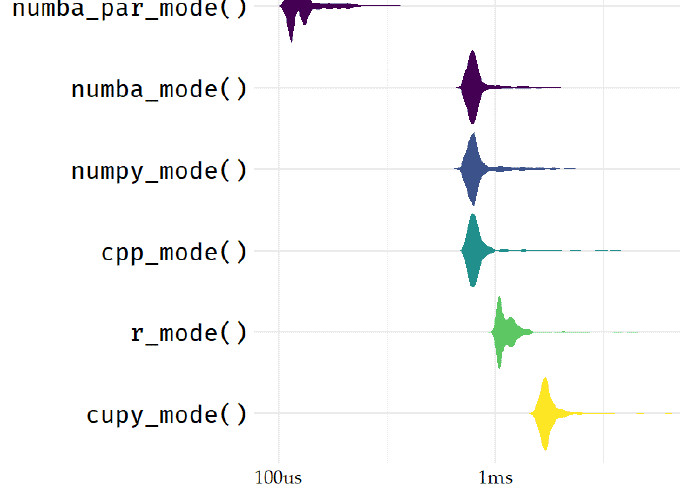 numba_par_mode()
numba_mode()
numpy_mode()
cpp_mode()
r_mode()
cupy_mode()
100us 1ms